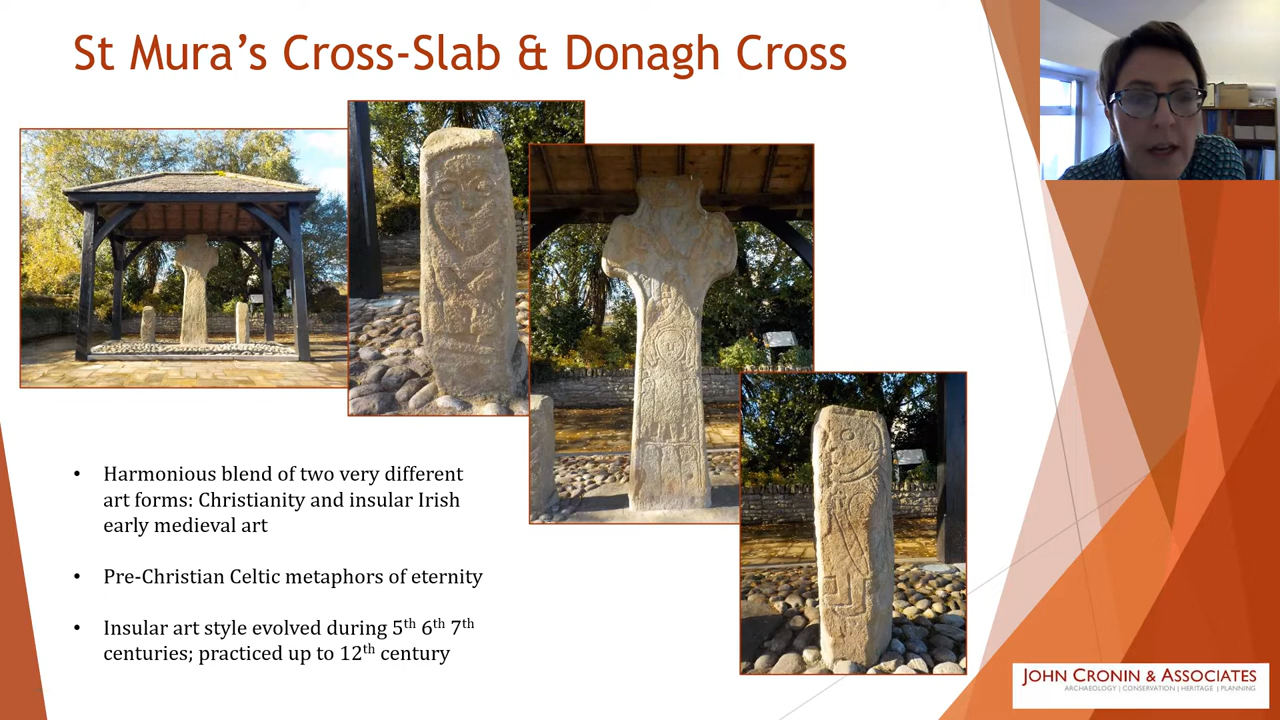 St Mura’s Cross-Slab & Donagh Cross
• Harmonious blend of two very different
art forms: Christianity and insular Irish
early medieval art
• Pre-Christian Celtic metaphors of eternity
• Insular art style evolved during 5th 6th 7th
centuries; practiced up to 12th century
JOHN CRONIN & ASSOCIATES
ARCHAEOLOGY | CONSERVATION | HERITAGE | PLANNING